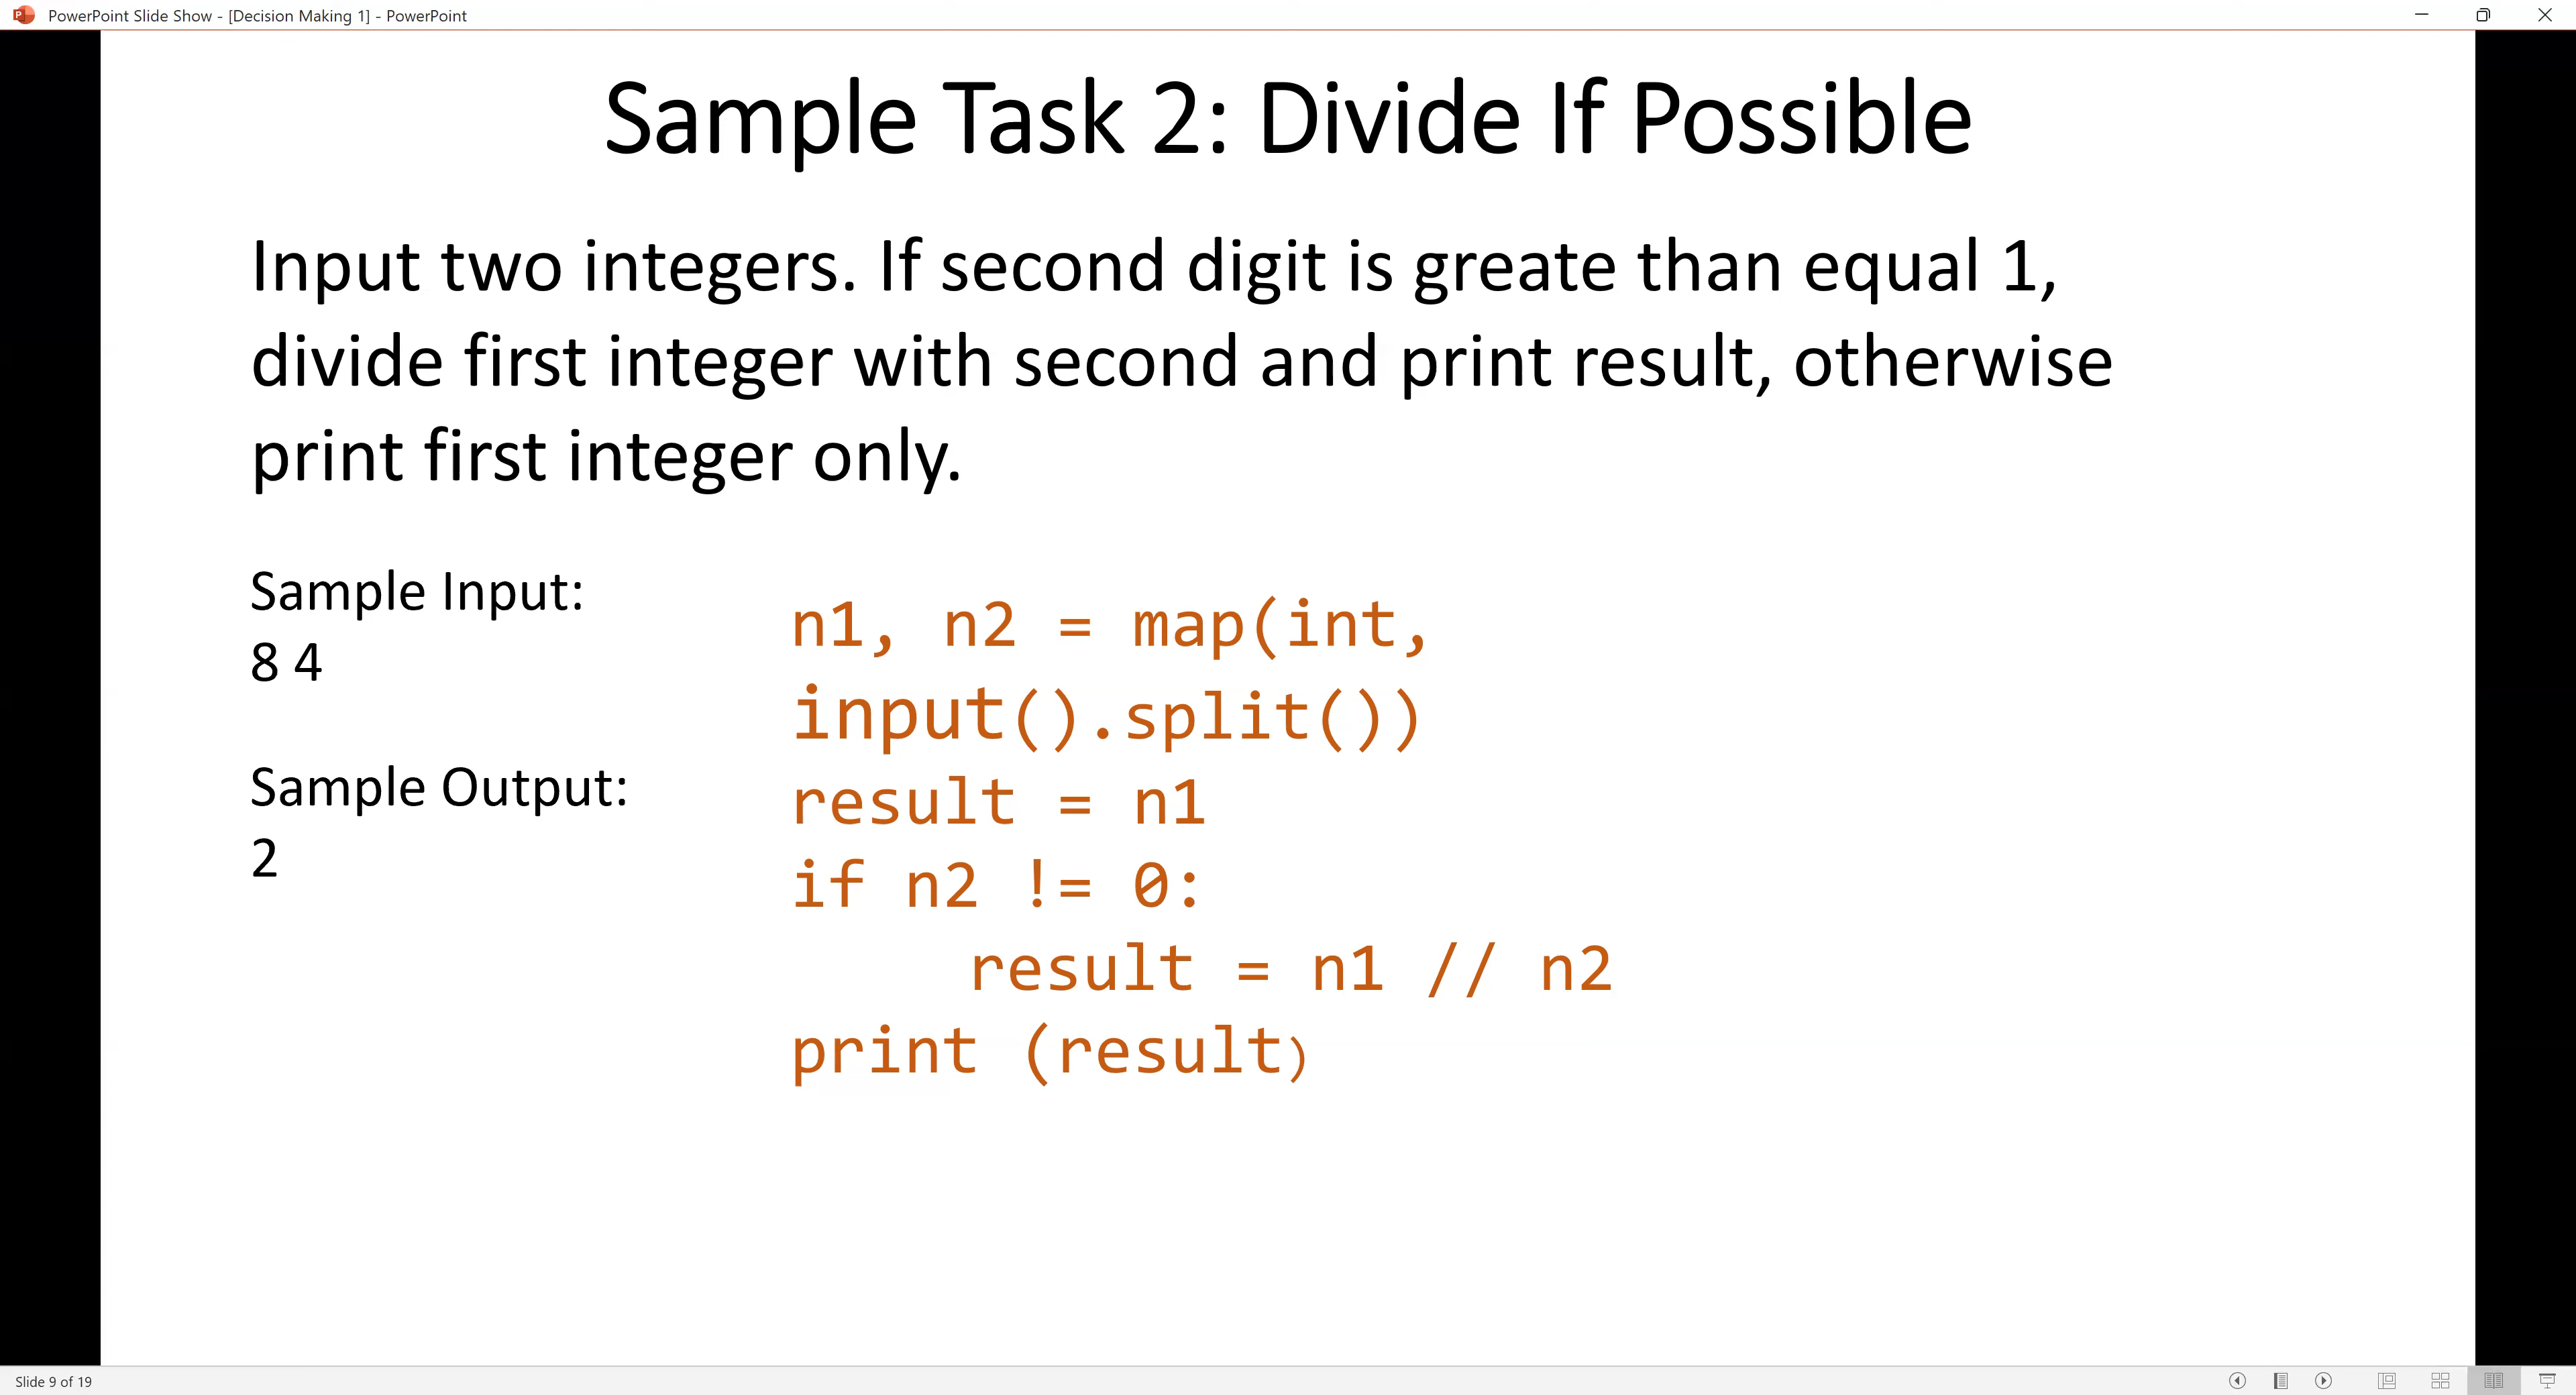 PowerPoint Slide Show - [Decision Making 1] - PowerPoint
Sample Task 2: Divide If Possible
Input two integers. If second digit is greate than equal 1,
divide first integer with second and print result, otherwise
print first integer only.
Sample Input:
8 4
Sample Output:
2
n1, n2 = map(int,
input().split())
result = n1
if n2 != 0:
    result = n1 // n2
print (result)
Slide 9 of 19